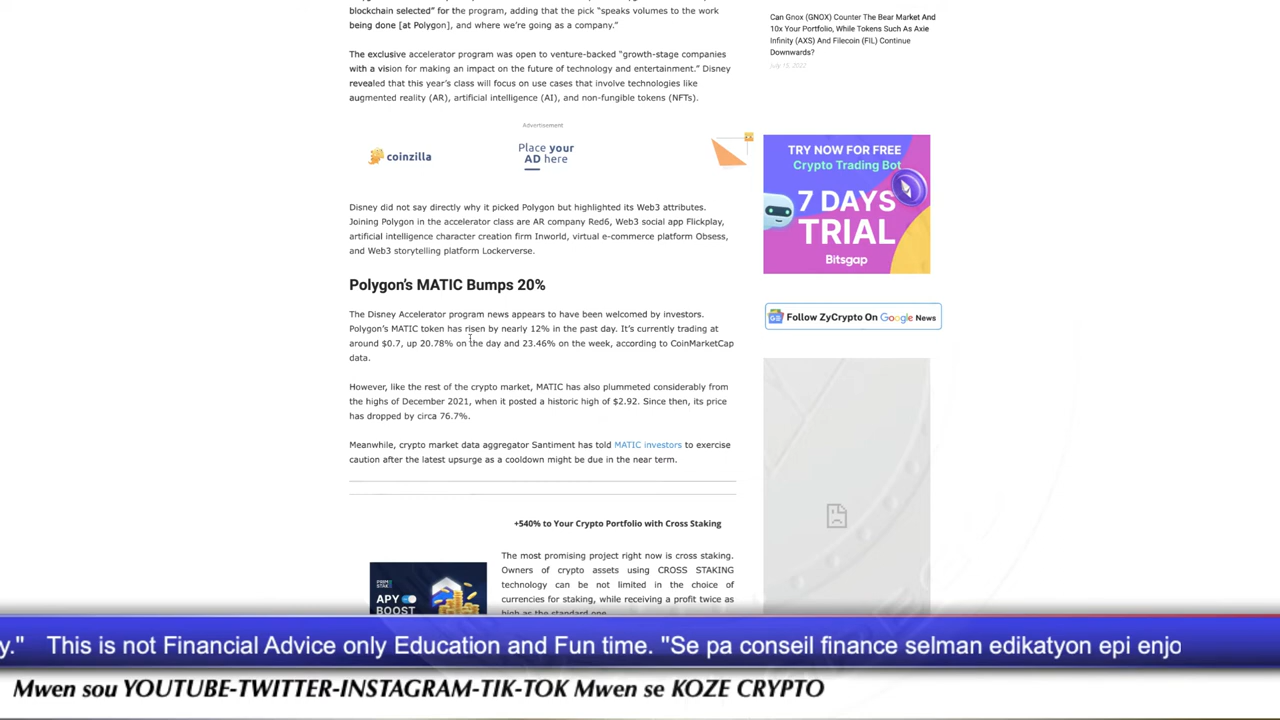 blockchain selected” for the program, adding that the pick “speaks volumes to the work
being done [at Polygon], and where we’re going as a company.”
The exclusive accelerator program was open to venture-backed “growth-stage companies
with a vision for making an impact on the future of technology and entertainment.” Disney
revealed that this year’s class will focus on use cases that involve technologies like
augmented reality (AR), artificial intelligence (AI), and non-fungible tokens (NFTs).
Advertisement
coinzilla
Place your
AD here
Disney did not say directly why it picked Polygon but highlighted its Web3 attributes.
Joining Polygon in the accelerator class are AR company Red6, Web3 social app Flickplay,
artificial intelligence character creation firm Inworld, virtual e-commerce platform Obsess,
and Web3 storytelling platform Lockerverse.
Polygon’s MATIC Bumps 20%
The Disney Accelerator program news appears to have been welcomed by investors.
Polygon’s MATIC token has risen by nearly 12% in the past day. It’s currently trading at
around $0.7, up 20.78% on the day and 23.46% on the week, according to CoinMarketCap
data.
However, like the rest of the crypto market, MATIC has also plummeted considerably from
the highs of December 2021, when it posted a historic high of $2.92. Since then, its price
has dropped by circa 76.7%.
Meanwhile, crypto market data aggregator Santiment has told MATIC investors to exercise
caution after the latest upsurge as a cooldown might be due in the near term.
+540% to Your Crypto Portfolio with Cross Staking
The most promising project right now is cross staking.
Owners of crypto assets using CROSS STAKING
technology can be not limited in the choice of
currencies for staking, while receiving a profit twice as
high as the standard one
APY
BOOST
Can Gnox (GNOX) Counter The Bear Market And
10x Your Portfolio, While Tokens Such As Axie
Infinity (AXS) And Filecoin (FIL) Continue
Downwards?
July 15, 2022
TRY NOW FOR FREE
Crypto Trading Bot
7 DAYS
TRIAL
Bitsgap
Follow ZyCrypto On Google News
y." This is not Financial Advice only Education and Fun time. "Se pa conseil finance selman edikatyon epi enjo
Mwen sou YOUTUBE-TWITTER-INSTAGRAM-TIK-TOK Mwen se KOZE CRYPTO